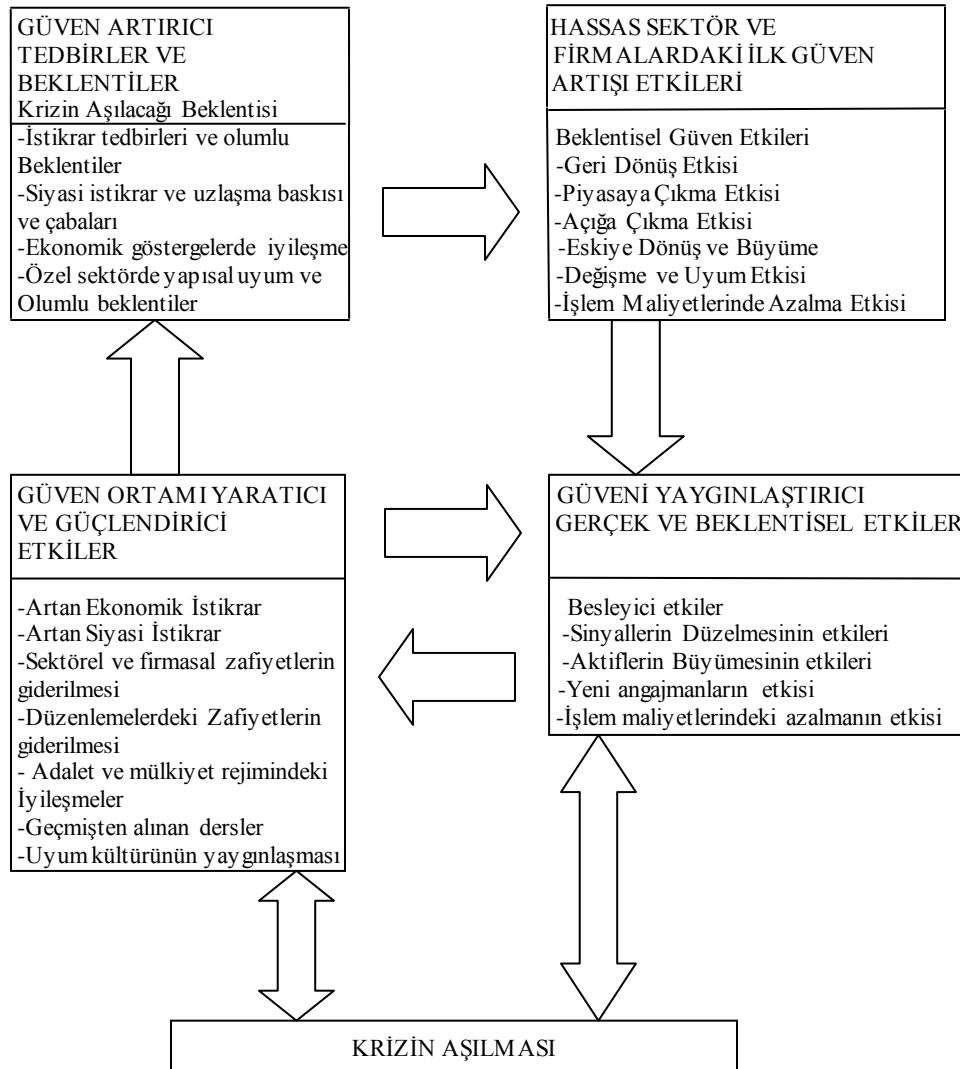 GÜVEN ARTIRICI
TEDBİRLER VE
BEKLENTİLER
Krizin Aşılacağı Beklentisi
-İstikrar tedbirleri ve olumlu
Beklentiler
-Siyasi istikrar ve uzlaşma baskısı
ve çabaları
-Ekonomik göstergelerde iyileşme
-Özel sektörde yapısal uyum ve
Olumlu beklentiler
HASSAS SEKTÖR VE
FİRMALARDAKİ İLK GÜVEN
ARTIŞI ETKİLERİ
Beklentisel Güven Etkileri
-Geri Dönüş Etkisi
-Piyasaya Çıkma Etkisi
-Açığa Çıkma Etkisi
-Eskiye Dönüş ve Büyüme
-Değişme ve Uyum Etkisi
-İşlem Maliyetlerinde Azalma Etkisi
GÜVEN ORTAMI YARATICI
VE GÜÇLENDİRİCİ
ETKİLER
-Artan Ekonomik İstikrar
-Artan Siyasi İstikrar
-Sektörel ve firmasal zafiyetlerin
giderilmesi
-Düzenlemelerdeki Zafiyetlerin
giderilmesi
- Adalet ve mülkiyet rejimindeki
İyileşmeler
-Geçmişten alınan dersler
-Uyum kültürünün yaygınlaşması
GÜVENİ YAYGINLAŞTIRICI
GERÇEK VE BEKLENTİSEL ETKİLER
Besleyici etkiler
-Sinyallerin Düzelmesinin etkileri
-Aktiflerin Büyümesinin etkileri
-Yeni angajmanların etkisi
-İşlem maliyetlerindeki azalmanın etkisi
KRİZİN AŞILMASI